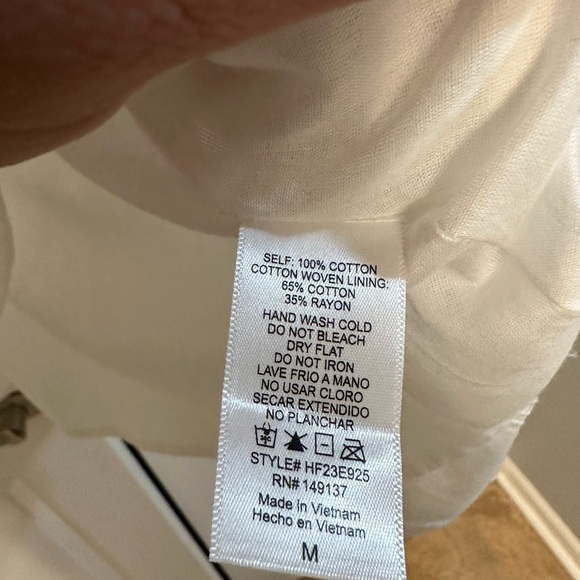 SELF: 100% COTTON
COTTON WOVEN LINING:
65% COTTON
35% RAYON
HAND WASH COLD
DO NOT BLEACH
DRY FLAT
DO NOT IRON
LAVE FRIO A MANO
NO USAR CLORO
SECAR EXTENDIDO
NO PLANCHAR
STYLE# HF23E925
RN# 149137
Made in Vietnam
Hecho en Vietnam
M